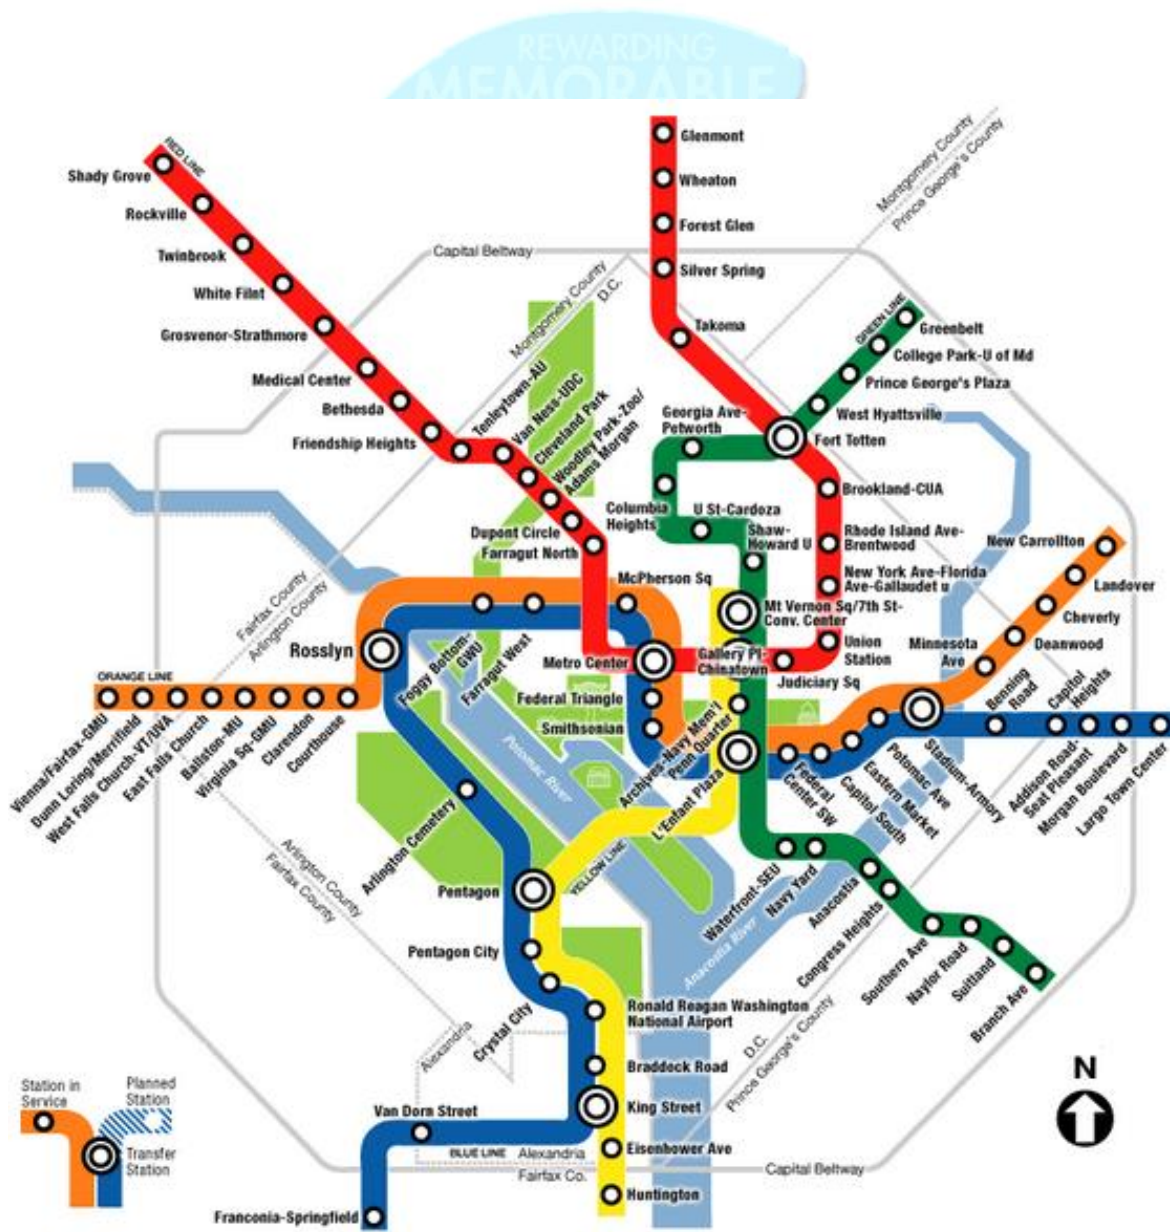 REWARDING
MEMORABLE
RED LINE
Shady Grove
Rockville
Twinbrook
White Filnt
Grosvenor-Strathmore
Medical Center
Bethesda
Friendship Heights
Tenleytown-AU
Van Ness-UDC
Cleveland Park
Woodley Park-Zoo/
Adams Morgan
Dupont Circle
Farragut North
Glenmont
Wheaton
Forest Glen
Silver Spring
Takoma
Montgomery County
Prince George's County
Capital Beltway
Montgomery County
D.C.
GREEN LINE
Greenbelt
College Park-U of Md
Prince George's Plaza
West Hyattsville
Fort Totten
Georgia Ave-
Petworth
Columbia
Heights
U St-Cardoza
Shaw-
Howard U
Brookland-CUA
Rhode Island Ave-
Brentwood
New York Ave-Florida
Ave-Gallaudet u
Mt Vernon Sq/7th St-
Conv. Center
Union
Station
Gallery Pl-
Chinatown
Judiciary Sq
McPherson Sq
Metro Center
Federal Triangle
Smithsonian
Fairfax County
Arlington County
Rosslyn
Foggy Bottom-
GWU
Farragut West
ORANGE LINE
Vienna/Fairfax-GMU
Dunn Loring/Merrifield
West Falls Church-VT/UVA
East Falls Church
Ballston-MU
Virginia Sq-GMU
Clarendon
Courthouse
New Carrollton
Landover
Cheverly
Deanwood
Minnesota
Ave
Benning
Road
Capitol
Heights
Addison Road-
Seat Pleasant
Morgan Boulevard
Largo Town Center
Stadium-Armory
Potomac Ave
Eastern Market
Capitol South
Federal
Center SW
Archives-Navy Mem'l
Penn Quarter
L'Enfant Plaza
Potomac River
Arlington Cemetery
Arlington County
Fairfax County
Pentagon
YELLOW LINE
Pentagon City
Crystal City
Waterfront-SEU
Navy Yard
Anacostia
Congress Heights
Southern Ave
Naylor Road
Suitland
Branch Ave
Anacostia River
Ronald Reagan Washington
National Airport
Alexandria
Braddock Road
King Street
Van Dorn Street
BLUE LINE
Alexandria
Fairfax Co.
Eisenhower Ave
Huntington
Franconia-Springfield
D.C.
Prince George's County
Capital Beltway
N
Station in
Service
Planned
Station
Transfer
Station